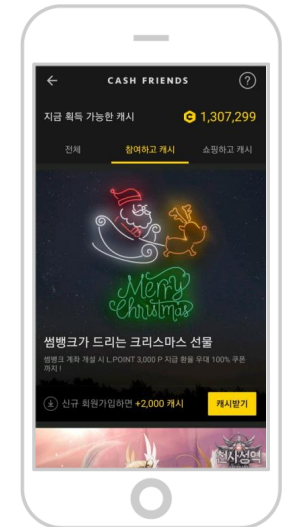 CASH FRIENDS
?
지금 획득 가능한 캐시
C 1,307,299
전체 참여하고 캐시 쇼핑하고 캐시
Merry
Christmas
썸뱅크가 드리는 크리스마스 선물
썸뱅크 계좌 개설 시 L.POINT 3,000 P 지급 환율 우대 100% 쿠폰
까지 !
신규 회원가입하면 +2,000 캐시
캐시받기
천사성역